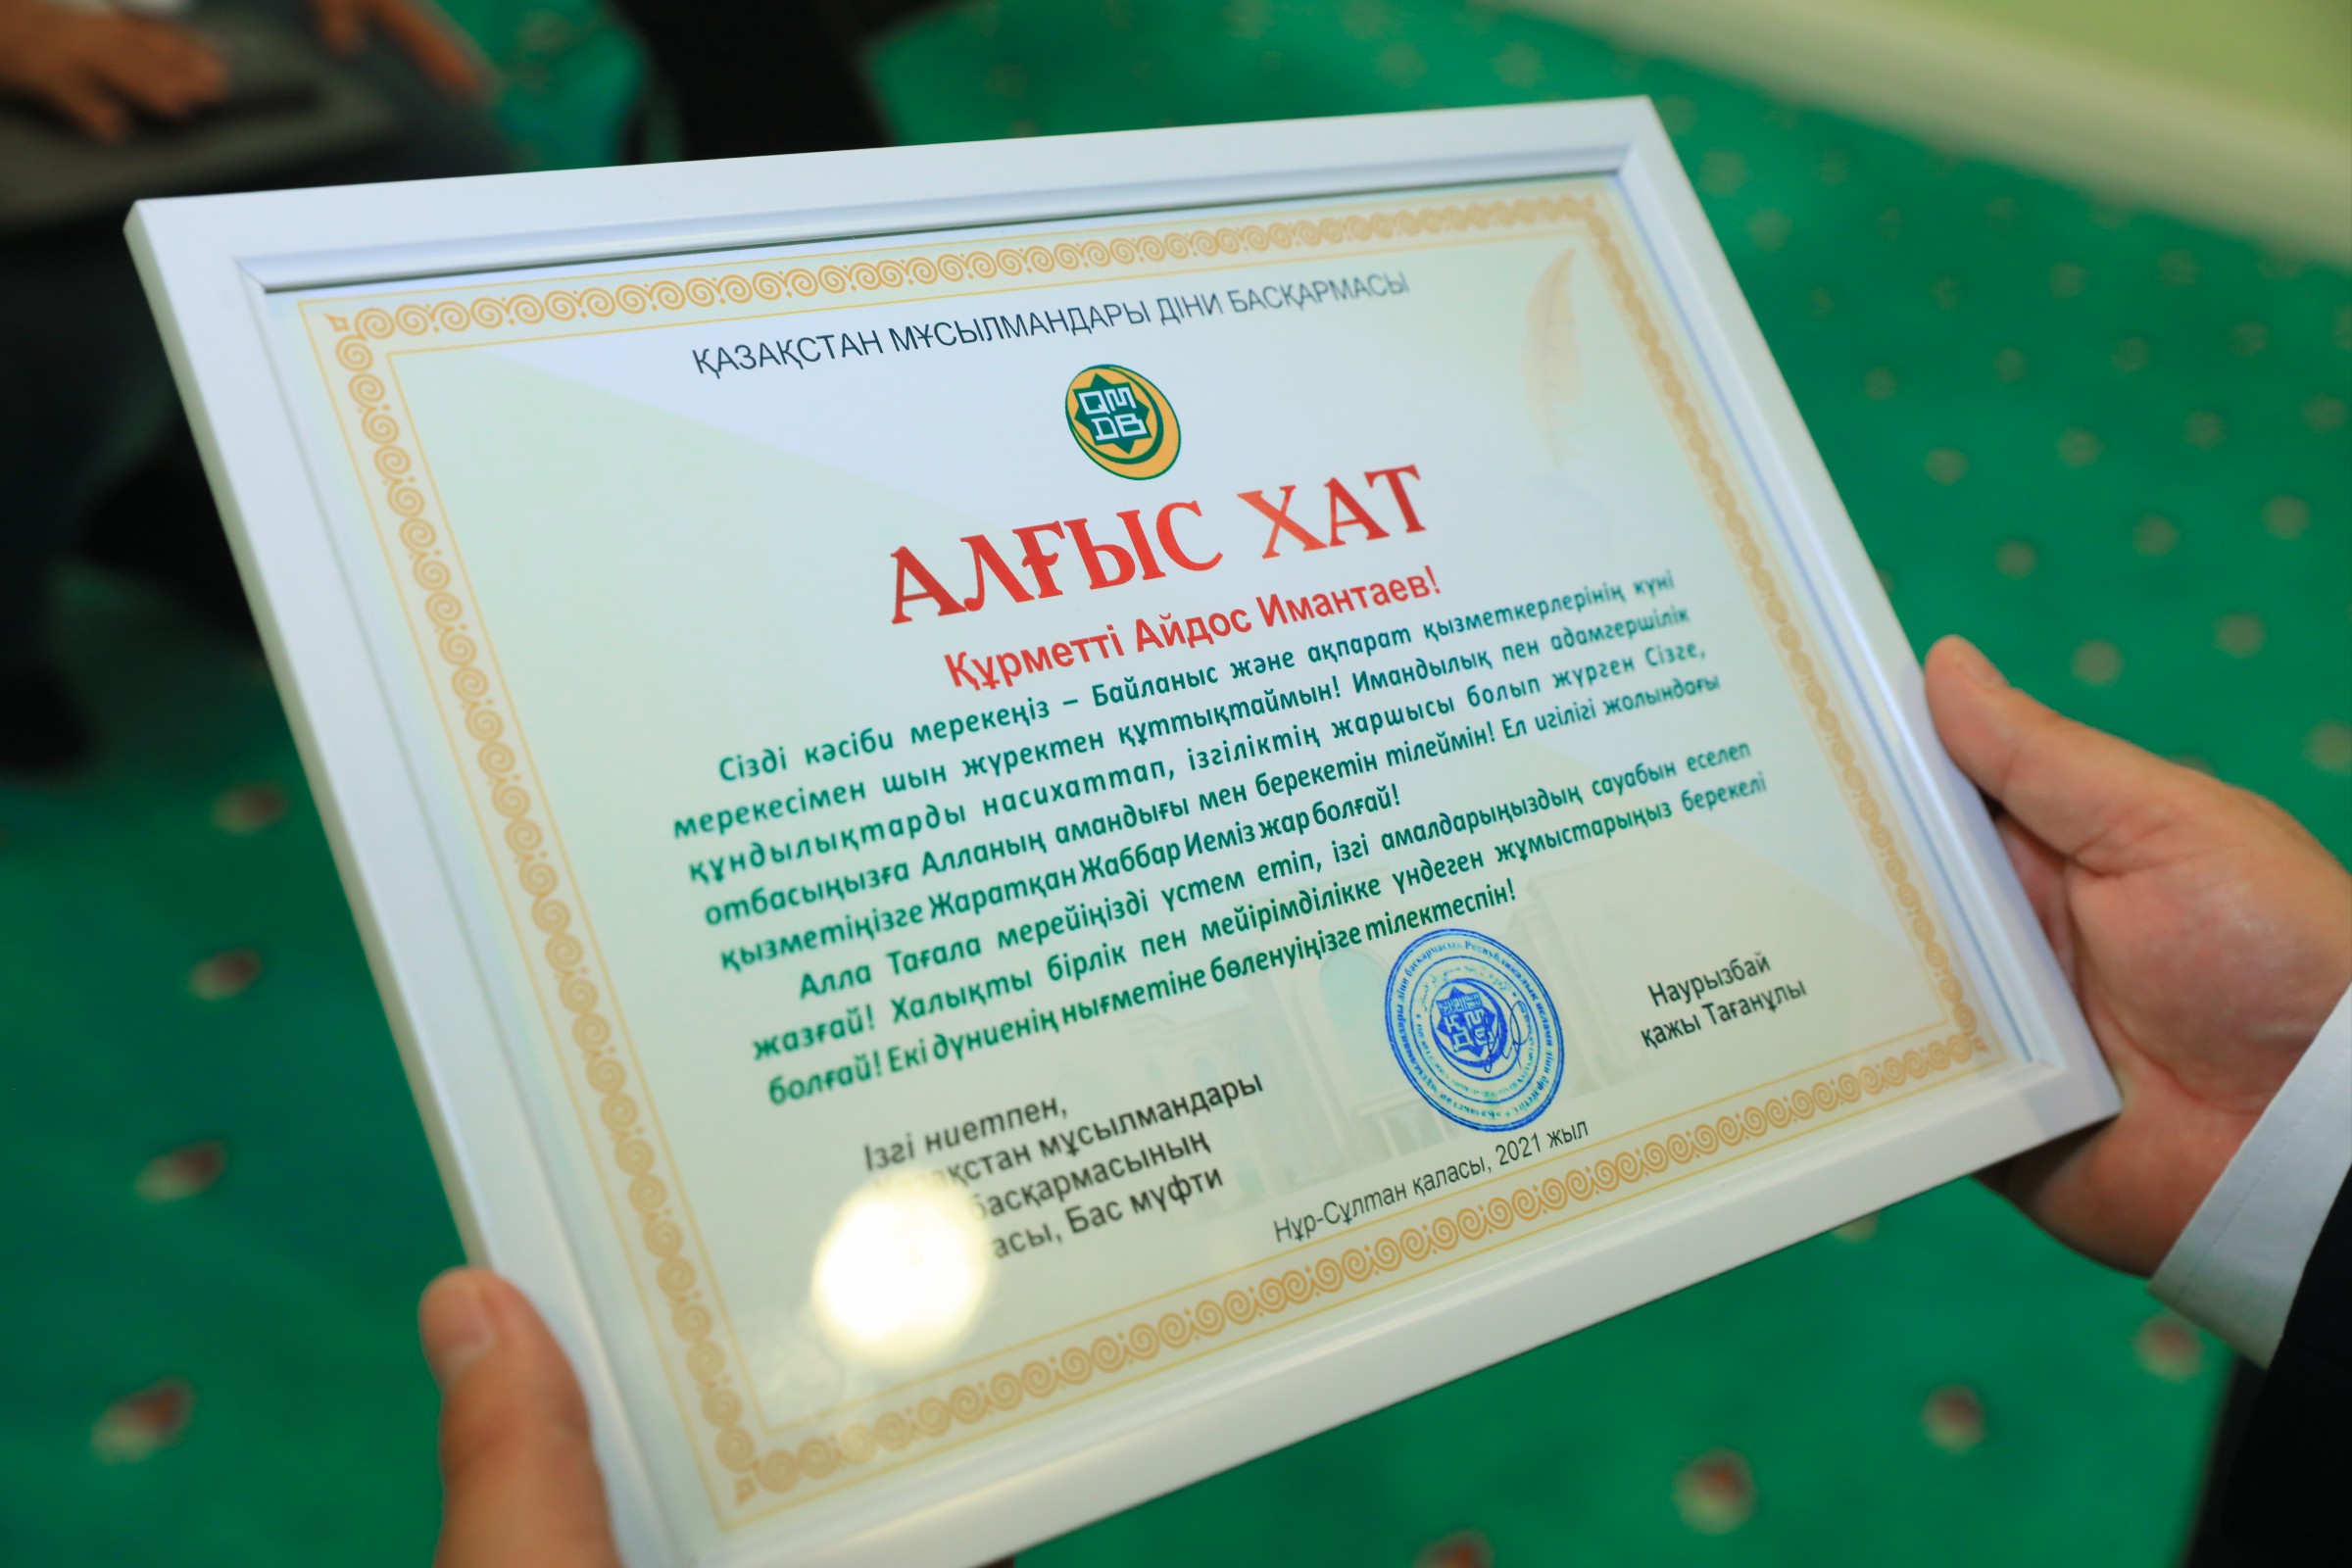 ҚАЗАҚСТАН МҰСЫЛМАНДАРЫ ДІНИ БАСҚАРМАСЫ
QM
DB
АЛҒЫС ХАТ
Құрметті Айдос Имантаев!
Сізді кәсіби мерекеңіз – Байланыс және ақпарат қызметкерлерінің күні
мерекесімен шын жүректен құттықтаймын! Имандылық пен адамгершілік
құндылықтарды насихаттап, ізгіліктің жаршысы болып жүрген Сізге,
отбасыңызға Алланың амандығы мен берекетін тілеймін! Ел игілігі жолындағы
қызметіңізге Жаратқан Жаббар Иеміз жар болғай!
Алла Тағала мерейіңізді үстем етіп, ізгі амалдарыңыздың сауабын еселеп
жазғай! Халықты бірлік пен мейірімділікке үндеген жұмыстарыңыз берекелі
болғай! Екі дүниенің нығметіне бөленуіңізге тілектеспін!
Ізгі ниетпен,
Қазақстан мұсылмандары
басқармасының
Бас мүфти
Наурызбай
қажы Тағанұлы
Нұр-Сұлтан қаласы, 2021 жыл